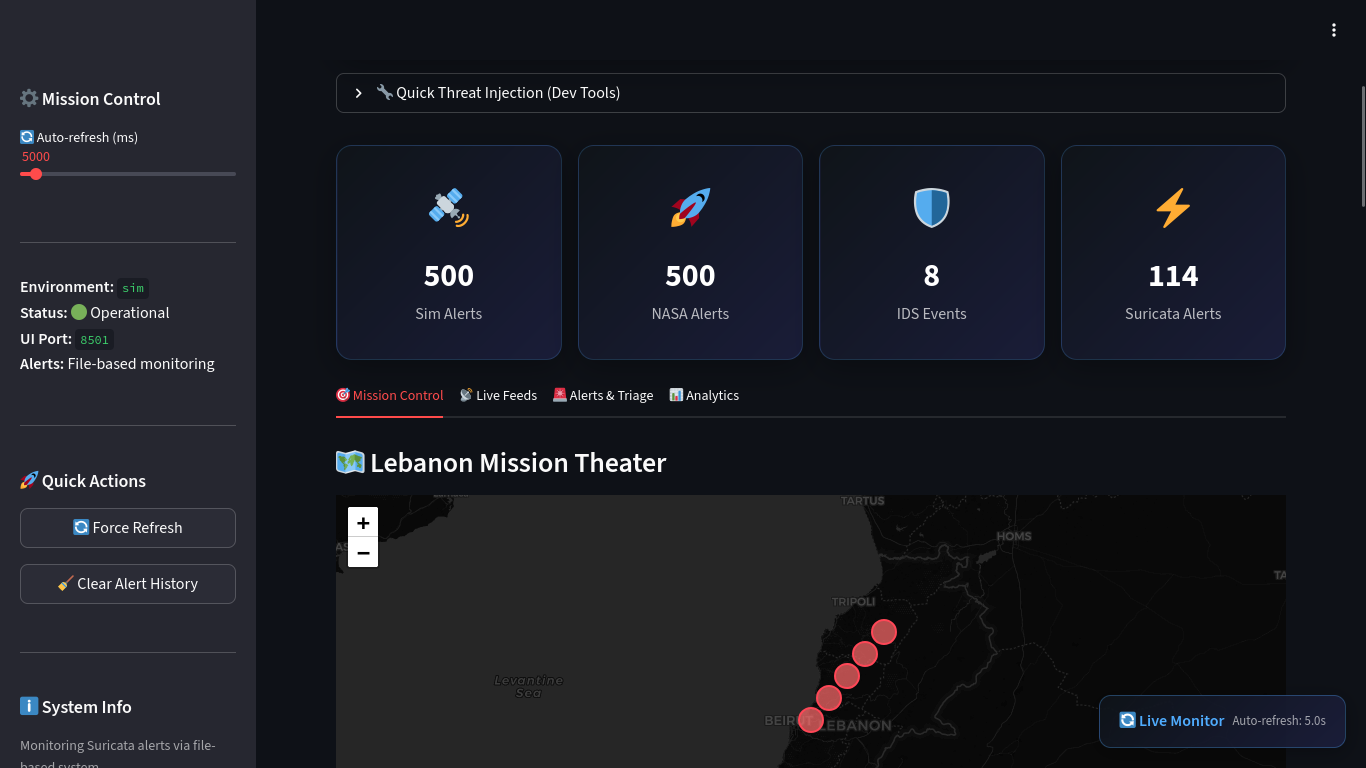 Mission Control
Auto-refresh (ms)
5000
Environment: sim
Status: Operational
UI Port: 8501
Alerts: File-based monitoring
Quick Actions
Force Refresh
Clear Alert History
System Info
Monitoring Suricata alerts via file-
based system
Quick Threat Injection (Dev Tools)
500
Sim Alerts
500
NASA Alerts
8
IDS Events
114
Suricata Alerts
Mission Control
Live Feeds
Alerts & Triage
Analytics
Lebanon Mission Theater
+
−
TARTUS
HOMS
TRIPOLI
Levantine
Sea
LEBANON
Live Monitor Auto-refresh: 5.0s